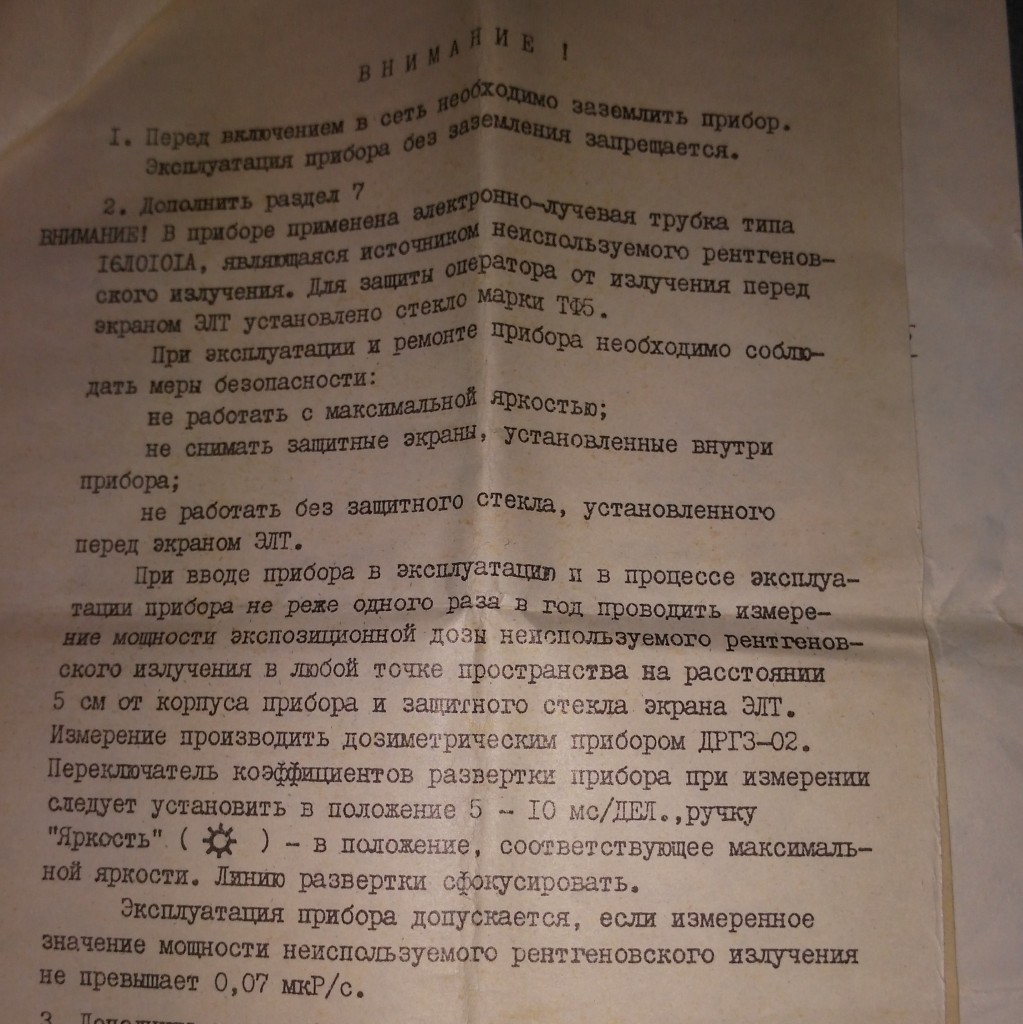 ВНИМАНИЕ !
I. Перед включением в сеть необходимо заземлить прибор.
Эксплуатация прибора без заземления запрещается.
2. Дополнить раздел 7
ВНИМАНИЕ! В приборе применена электронно-лучевая трубка типа
I6ЛОIОIА, являющаяся источником неиспользуемого рентгенов-
ского излучения. Для защиты оператора от излучения перед
экраном ЭЛТ установлено стекло марки ТФ5.
При эксплуатации и ремонте прибора необходимо соблю-
дать меры безопасности:
не работать с максимальной яркостью;
не снимать защитные экраны, установленные внутри
прибора;
не работать без защитного стекла, установленного
перед экраном ЭЛТ.
При вводе прибора в эксплуатацию и в процессе эксплуа-
тации прибора не реже одного раза в год проводить измере-
ние мощности экспозиционной дозы неиспользуемого рентгенов-
ского излучения в любой точке пространства на расстоянии
5 см от корпуса прибора и защитного стекла экрана ЭЛТ.
Измерение производить дозиметрическим прибором ДРГЗ-02.
Переключатель коэффициентов развертки прибора при измерении
следует установить в положение 5 - IO мс/ДЕЛ.,ручку
"Яркость" ( ) - в положение, соответствующее максималь-
ной яркости. Линию развертки сфокусировать.
Эксплуатация прибора допускается, если измеренное
значение мощности неиспользуемого рентгеновского излучения
не превышает 0,07 мкР/с.
3.